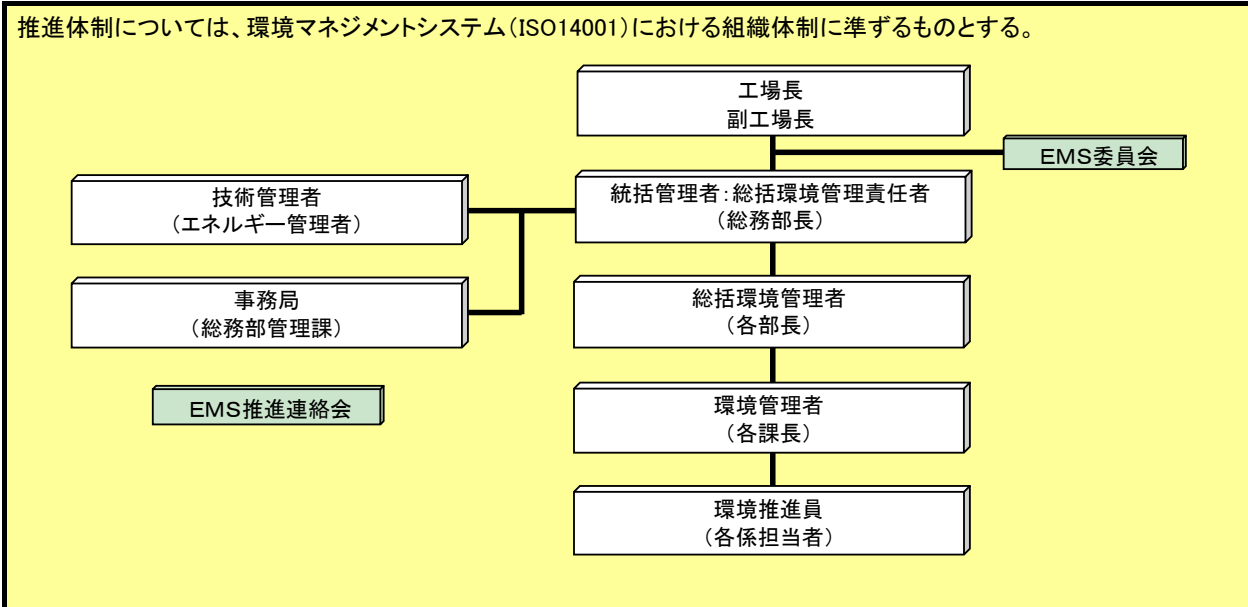 推進体制については、環境マネジメントシステム(ISO14001)における組織体制に準ずるものとする。
工場長
副工場長
EMS委員会
技術管理者
(エネルギー管理者)
統括管理者:総括環境管理責任者
(総務部長)
事務局
(総務部管理課)
総括環境管理者
(各部長)
EMS推進連絡会
環境管理者
(各課長)
環境推進員
(各係担当者)